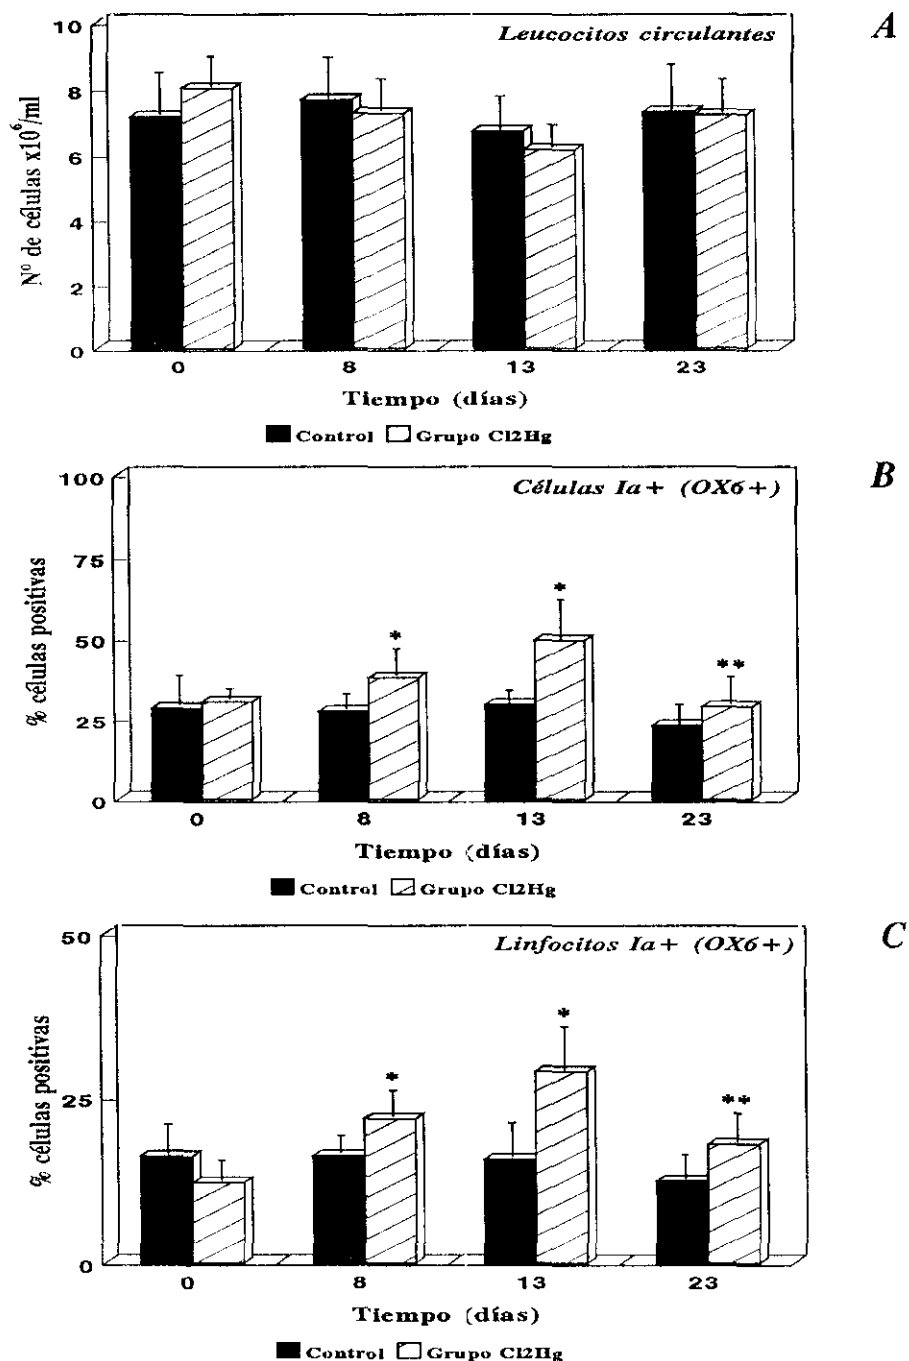 A
Leucocitos circulantes
10
8
6
4
2
0
Nº de células x10⁶/ml
0 8 13 23
Tiempo (días)
Control Grupo Cl2Hg
B
Células Ia+ (OX6+)
100
75
50
25
0
% células positivas
* * **
0 8 13 23
Tiempo (días)
Control Grupo Cl2Hg
C
Linfocitos Ia+ (OX6+)
50
25
0
% células positivas
* * **
0 8 13 23
Tiempo (días)
Control Grupo Cl2Hg